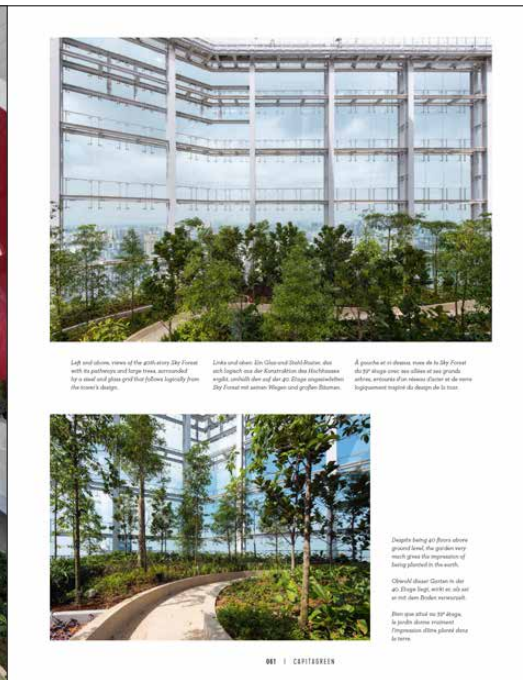 Left and above, views of the 40th-story Sky Forest
with its pathways and large trees, surrounded
by a steel and glass grid that follows logically from
the tower's design.
Links und oben: Ein Glas-und-Stahl-Raster, das
sich logisch aus der Konstruktion des Hochhauses
ergibt, umhüllt den auf der 40. Etage angesiedelten
Sky Forest mit seinen Wegen und großen Bäumen.
À gauche et ci-dessus, vues de la Sky Forest
du 39e étage avec ses allées et ses grands
arbres, entourés d'un réseau d'acier et de verre
logiquement inspiré du design de la tour.
Despite being 40 floors above
ground level, the garden very
much gives the impression of
being planted in the earth.
Obwohl dieser Garten in der
40. Etage liegt, wirkt er, als sei
er mit dem Boden verwurzelt.
Bien que situé au 39e étage,
le jardin donne vraiment
l'impression d'être planté dans
la terre.
061 | CAPITAGREEN